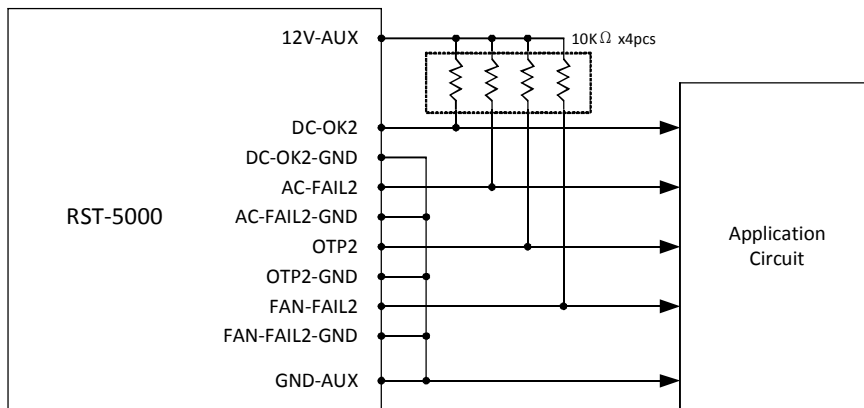 12V-AUX
10KΩ x4pcs
DC-OK2
DC-OK2-GND
AC-FAIL2
RST-5000
AC-FAIL2-GND
OTP2
Application
Circuit
OTP2-GND
FAN-FAIL2
FAN-FAIL2-GND
GND-AUX